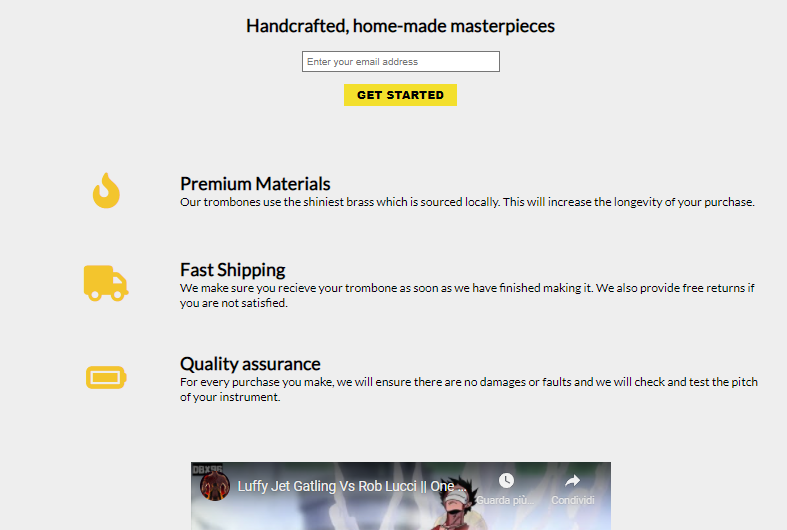 Handcrafted, home-made masterpieces
Enter your email address
GET STARTED
Premium Materials
Our trombones use the shiniest brass which is sourced locally. This will increase the longevity of your purchase.
Fast Shipping
We make sure you recieve your trombone as soon as we have finished making it. We also provide free returns if
you are not satisfied.
Quality assurance
For every purchase you make, we will ensure there are no damages or faults and we will check and test the pitch
of your instrument.
DBX96
Luffy Jet Gatling Vs Rob Lucci || One ...
Guarda più... Condividi